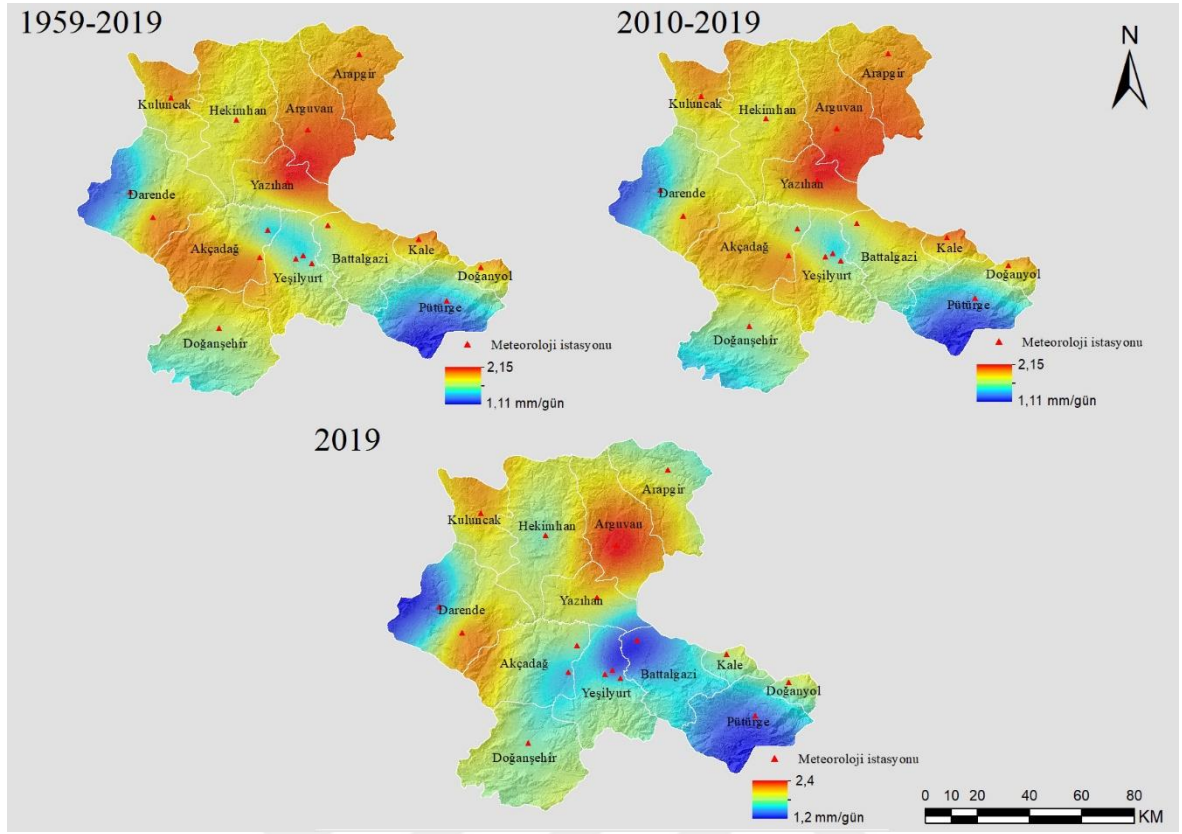 1959-2019
Arapgir
Kuluncak
Hekimhan
Arguvan
Yazıhan
Darende
Akçadağ
Kale
Battalgazi
Yeşilyurt
Doğanyol
Pütürge
Doğanşehir
Meteoroloji istasyonu
2,15
1,11 mm/gün
2010-2019
N
Arapgir
Kuluncak
Hekimhan
Arguvan
Yazıhan
Darende
Akçadağ
Kale
Battalgazi
Yeşilyurt
Doğanyol
Pütürge
Doğanşehir
Meteoroloji istasyonu
2,15
1,11 mm/gün
2019
Arapgir
Kuluncak
Hekimhan
Arguvan
Yazıhan
Darende
Akçadağ
Kale
Battalgazi
Yeşilyurt
Doğanyol
Pütürge
Doğanşehir
Meteoroloji istasyonu
2,4
1,2 mm/gün
0 10 20 40 60 80
KM